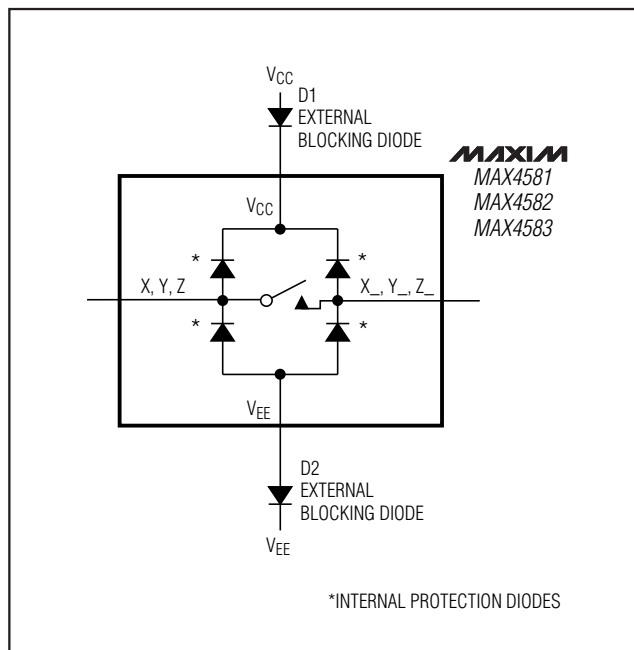 VCC
D1
EXTERNAL
BLOCKING DIODE
MAXIM
MAX4581
MAX4582
MAX4583
VCC
*
*
X, Y, Z
X_, Y_, Z_
*
*
VEE
D2
EXTERNAL
BLOCKING DIODE
VEE
*INTERNAL PROTECTION DIODES